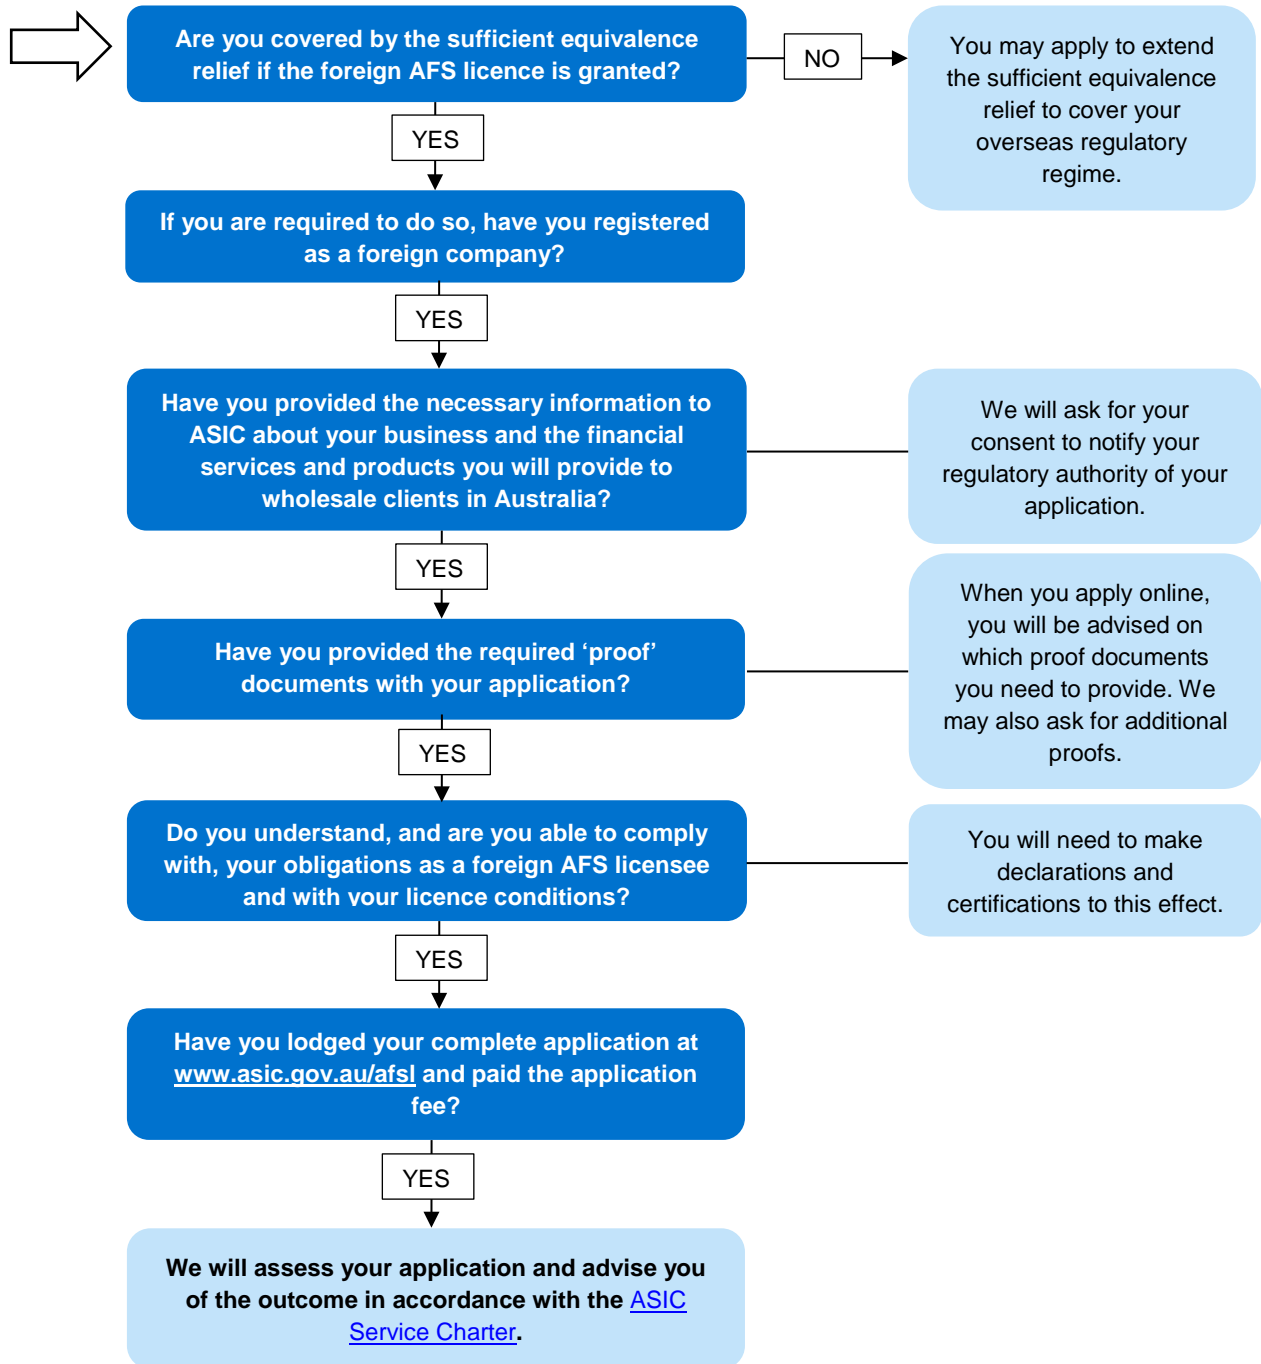 Are you covered by the sufficient equivalence
relief if the foreign AFS licence is granted?
NO
You may apply to extend
the sufficient equivalence
relief to cover your
overseas regulatory
regime.
YES
If you are required to do so, have you registered
as a foreign company?
YES
Have you provided the necessary information to
ASIC about your business and the financial
services and products you will provide to
wholesale clients in Australia?
We will ask for your
consent to notify your
regulatory authority of your
application.
YES
Have you provided the required ‘proof’
documents with your application?
When you apply online,
you will be advised on
which proof documents
you need to provide. We
may also ask for additional
proofs.
YES
Do you understand, and are you able to comply
with, your obligations as a foreign AFS licensee
and with your licence conditions?
You will need to make
declarations and
certifications to this effect.
YES
Have you lodged your complete application at
www.asic.gov.au/afsl and paid the application
fee?
YES
We will assess your application and advise you
of the outcome in accordance with the ASIC
Service Charter.